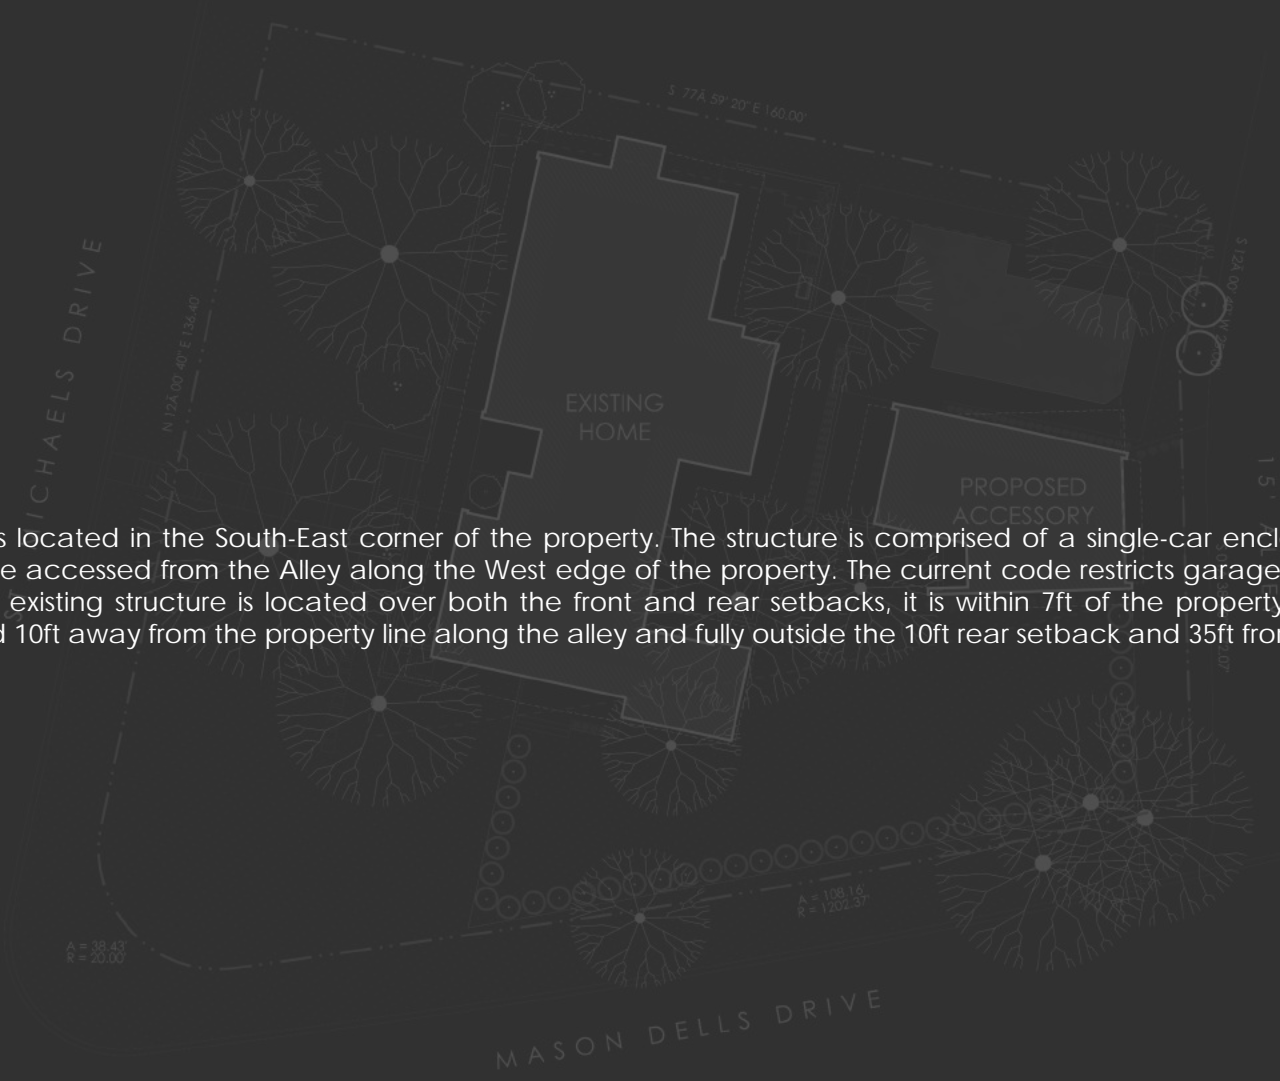 S 77Â 59' 20" E 160.00'
MICHAELS DRIVE
N 12Â 00' 40" E 136.40'
EXISTING
HOME
PROPOSED
ACCESSORY
15'
located in the South-East corner of the property. The structure is comprised of a single-car
accessed from the Alley along the West edge of the property. The current code restricts garage
existing structure is located over both the front and rear setbacks, it is within 7ft of the property
10ft away from the property line along the alley and fully outside the 10ft rear setback and 35ft
A = 108.16'
R = 1202.37'
A = 38.43'
R = 20.00'
MASON DELLS DRIVE